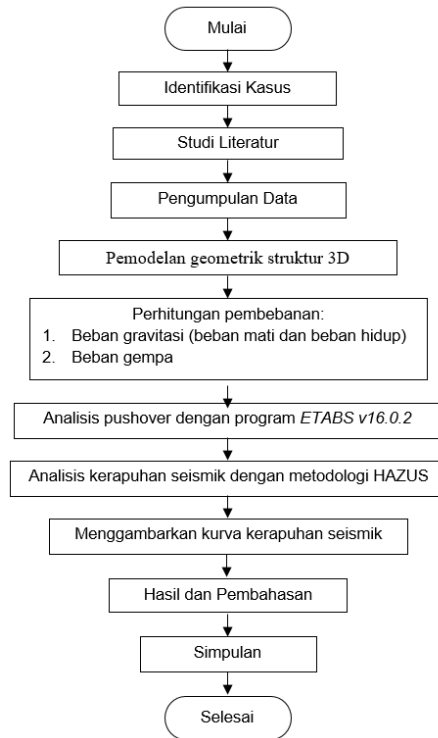 Mulai
Identifikasi Kasus
Studi Literatur
Pengumpulan Data
Pemodelan geometrik struktur 3D
Perhitungan pembebanan:
1. Beban gravitasi (beban mati dan beban hidup)
2. Beban gempa
Analisis pushover dengan program ETABS v16.0.2
Analisis kerapuhan seismik dengan metodologi HAZUS
Menggambarkan kurva kerapuhan seismik
Hasil dan Pembahasan
Simpulan
Selesai